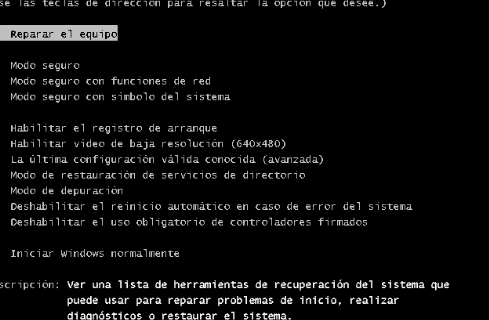 se las teclas de dirección para resaltar la opción que desee.)
Reparar el equipo
Modo seguro
Modo seguro con funciones de red
Modo seguro con símbolo del sistema
Habilitar el registro de arranque
Habilitar vídeo de baja resolución (640x480)
La última configuración válida conocida (avanzada)
Modo de restauración de servicios de directorio
Modo de depuración
Deshabilitar el reinicio automático en caso de error del sistema
Deshabilitar el uso obligatorio de controladores firmados
Iniciar Windows normalmente
scripción: Ver una lista de herramientas de recuperación del sistema que
puede usar para reparar problemas de inicio, realizar
diagnósticos o restaurar el sistema.